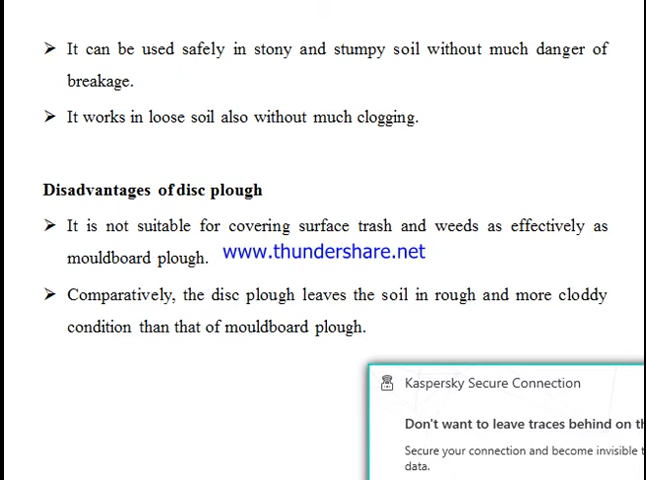 ➢ It can be used safely in stony and stumpy soil without much danger of
breakage.
➢ It works in loose soil also without much clogging.
Disadvantages of disc plough
➢ It is not suitable for covering surface trash and weeds as effectively as
mouldboard plough.
www.thundershare.net
➢ Comparatively, the disc plough leaves the soil in rough and more cloddy
condition than that of mouldboard plough.
Kaspersky Secure Connection
Don't want to leave traces behind on
Secure your connection and become invisible
data.